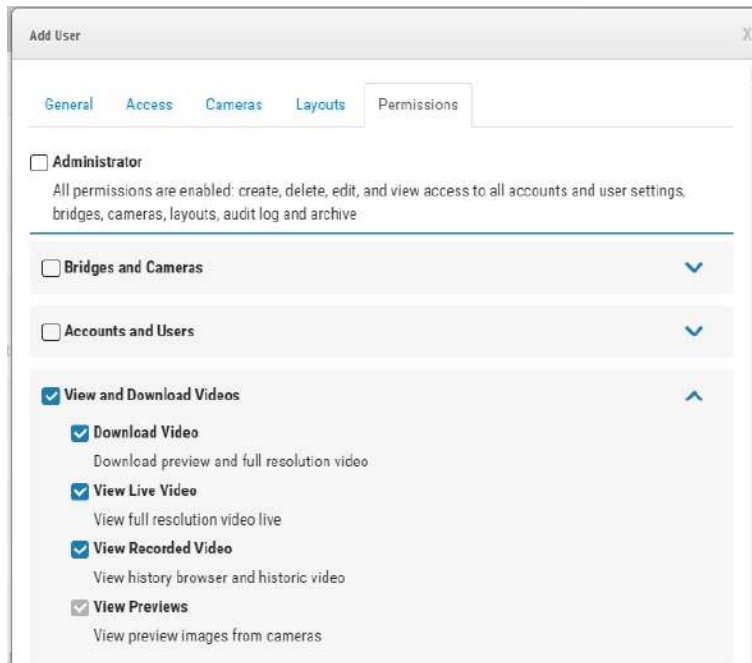 Add User
X
General Access Cameras Layouts Permissions
Administrator
All permissions are enabled: create, delete, edit, and view access to all accounts and user settings,
bridges, cameras, layouts, audit log and archive
Bridges and Cameras
Accounts and Users
View and Download Videos
Download Video
Download preview and full resolution video
View Live Video
View full resolution video live
View Recorded Video
View history browser and historic video
View Previews
View preview images from cameras